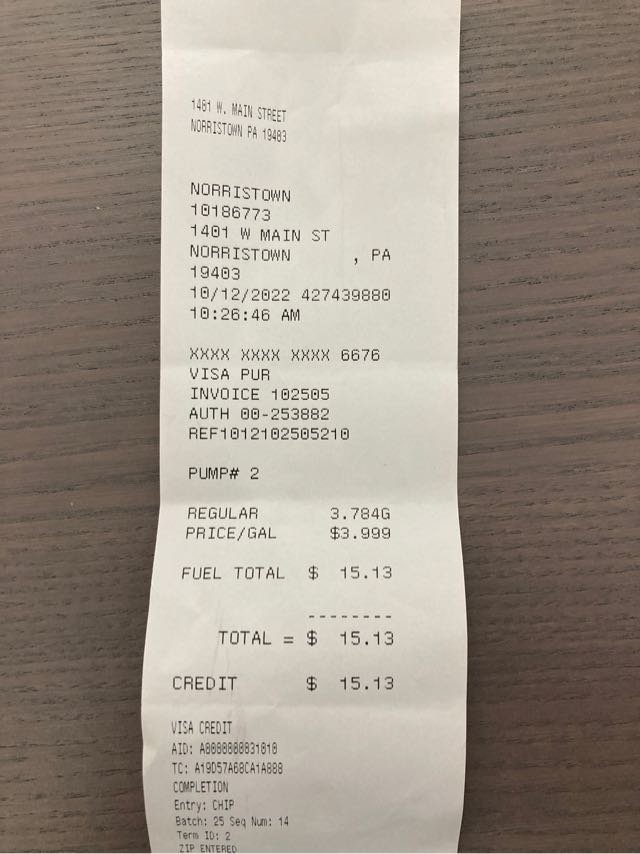 1401 W. MAIN STREET
NORRISTOWN PA 19403
NORRISTOWN
10186773
1401 W MAIN ST
NORRISTOWN , PA
19403
10/12/2022 427439880
10:26:46 AM
XXXX XXXX XXXX 6676
VISA PUR
INVOICE 102505
AUTH 00-253882
REF1012102505210
PUMP# 2
REGULAR 3.784G
PRICE/GAL $3.999
FUEL TOTAL $ 15.13
--------
TOTAL = $ 15.13
CREDIT $ 15.13
VISA CREDIT
AID: A0000000031010
TC: A19D57A68CA1A888
COMPLETION
Entry: CHIP
Batch: 25 Seq Num: 14
Term ID: 2
ZIP ENTERED